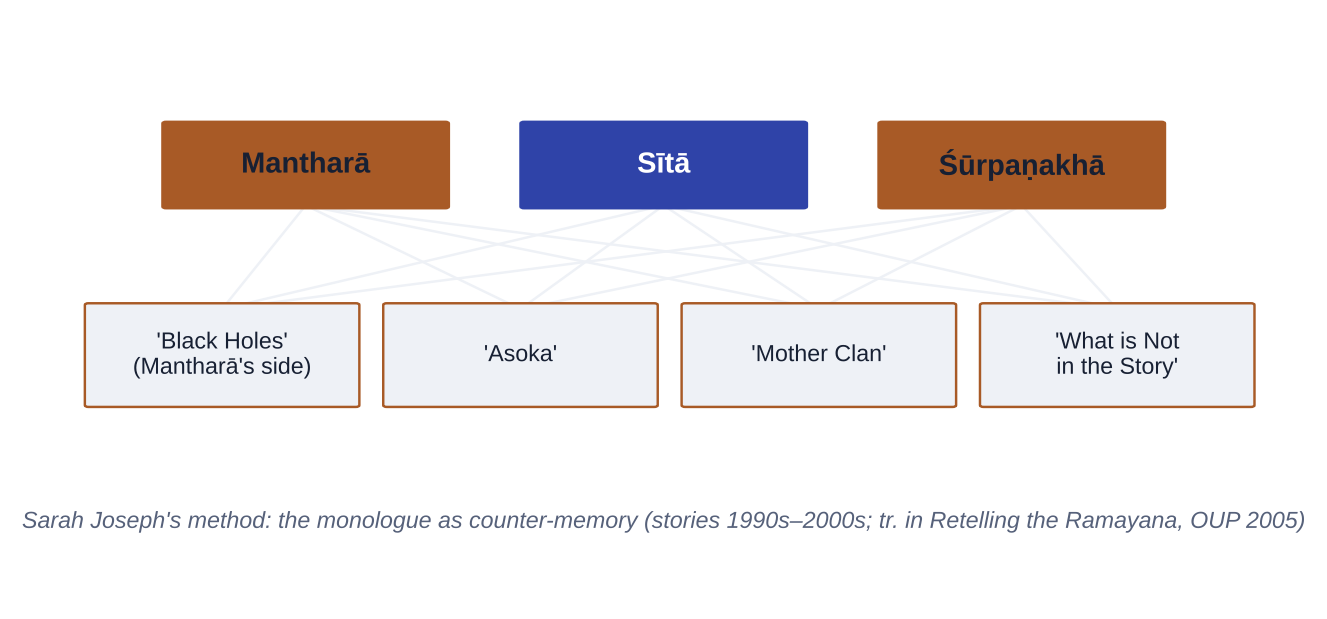 Mantharā
Sītā
Śūrpaṇakhā
'Black Holes'
(Mantharā's side)
'Asoka'
'Mother Clan'
'What is Not
in the Story'
Sarah Joseph's method: the monologue as counter-memory (stories 1990s–2000s; tr. in Retelling the Ramayana, OUP 2005)